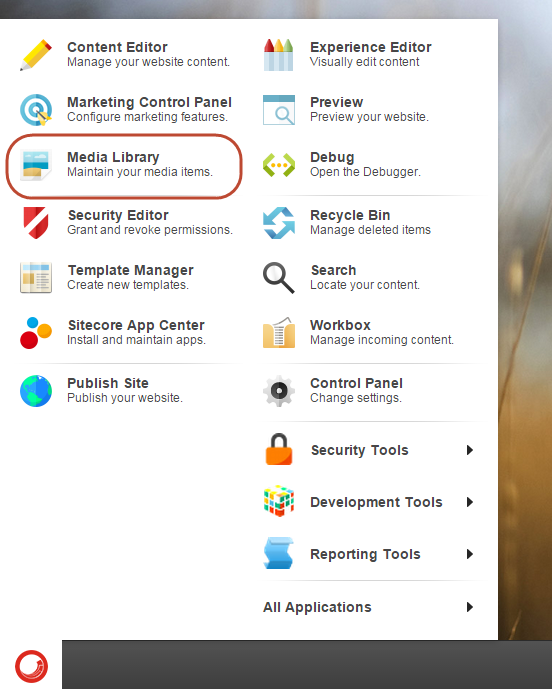 Content Editor
Manage your website content.
Marketing Control Panel
Configure marketing features.
Media Library
Maintain your media items.
Security Editor
Grant and revoke permissions.
Template Manager
Create new templates.
Sitecore App Center
Install and maintain apps.
Publish Site
Publish your website.
Experience Editor
Visually edit content
Preview
Preview your website.
Debug
Open the Debugger.
Recycle Bin
Manage deleted items
Search
Locate your content.
Workbox
Manage incoming content.
Control Panel
Change settings.
Security Tools
Development Tools
Reporting Tools
All Applications